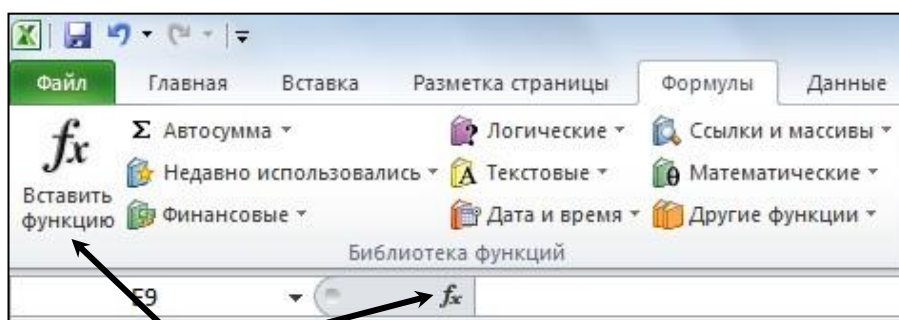 Файл Главная Вставка Разметка страницы Формулы Данные
fx Вставить функцию
Σ Автосумма
Недавно использовались
Финансовые
Логические
Текстовые
Дата и время
Ссылки и массивы
Математические
Другие функции
Библиотека функций
E9 fx